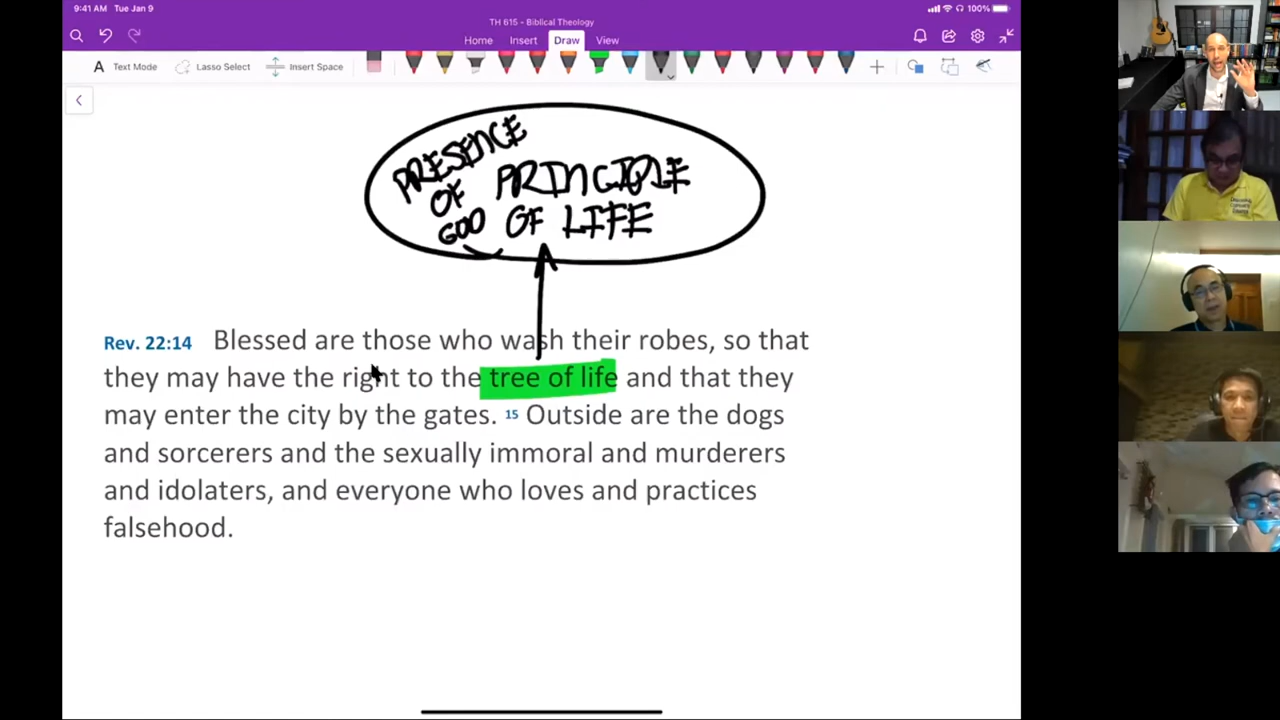 9:41 AM Tue Jan 9
100%
TH 615 - Biblical Theology
Home Insert Draw View
A Text Mode Lasso Select Insert Space
PRESENCE
OF
GOD
PRINCIPLE
OF LIFE
Rev. 22:14 Blessed are those who wash their robes, so that
they may have the right to the tree of life and that they
may enter the city by the gates. 15 Outside are the dogs
and sorcerers and the sexually immoral and murderers
and idolaters, and everyone who loves and practices
falsehood.